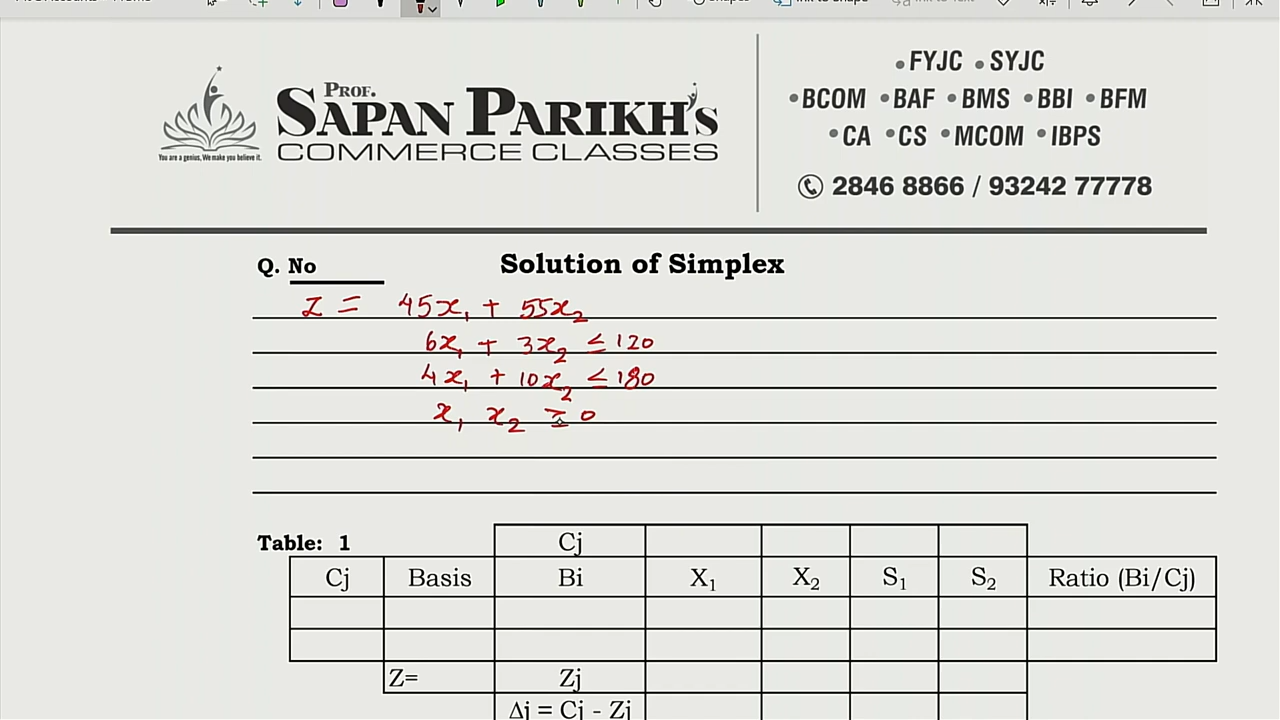 PROF.
SAPAN PARIKH's
COMMERCE CLASSES
You are a genius, We make you believe it.
•FYJC •SYJC
•BCOM •BAF •BMS •BBI •BFM
•CA •CS •MCOM •IBPS
2846 8866 / 93242 77778
Q. No
Solution of Simplex
Z = 45x₁ + 55x₂
6x₁ + 3x₂ ≤ 120
4x₁ + 10x₂ ≤ 180
x₁ x₂ ≥ 0
Table: 1
Cj
Cj Basis Bi X₁ X₂ S₁ S₂ Ratio (Bi/Cj)
Z= Zj
Δj = Cj - Zj